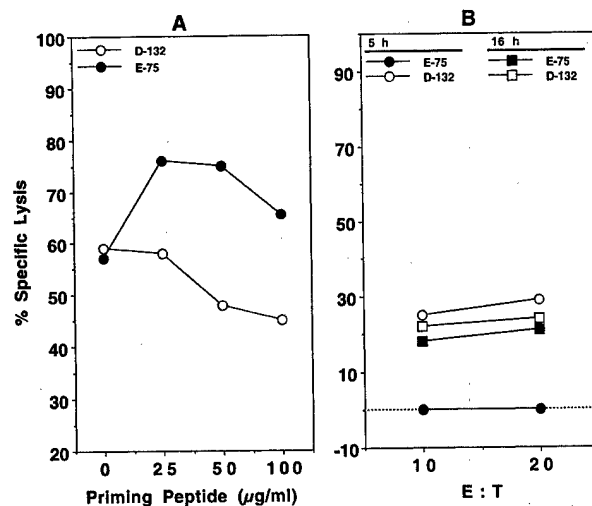 A
100
90
80
70
60
50
40
30
20
D-132
E-75
% Specific Lysis
0 25 50 100
Priming Peptide (µg/ml)
B
5 h 16 h
E-75 E-75
D-132 D-132
90
70
50
30
10
-10
10 20
E : T